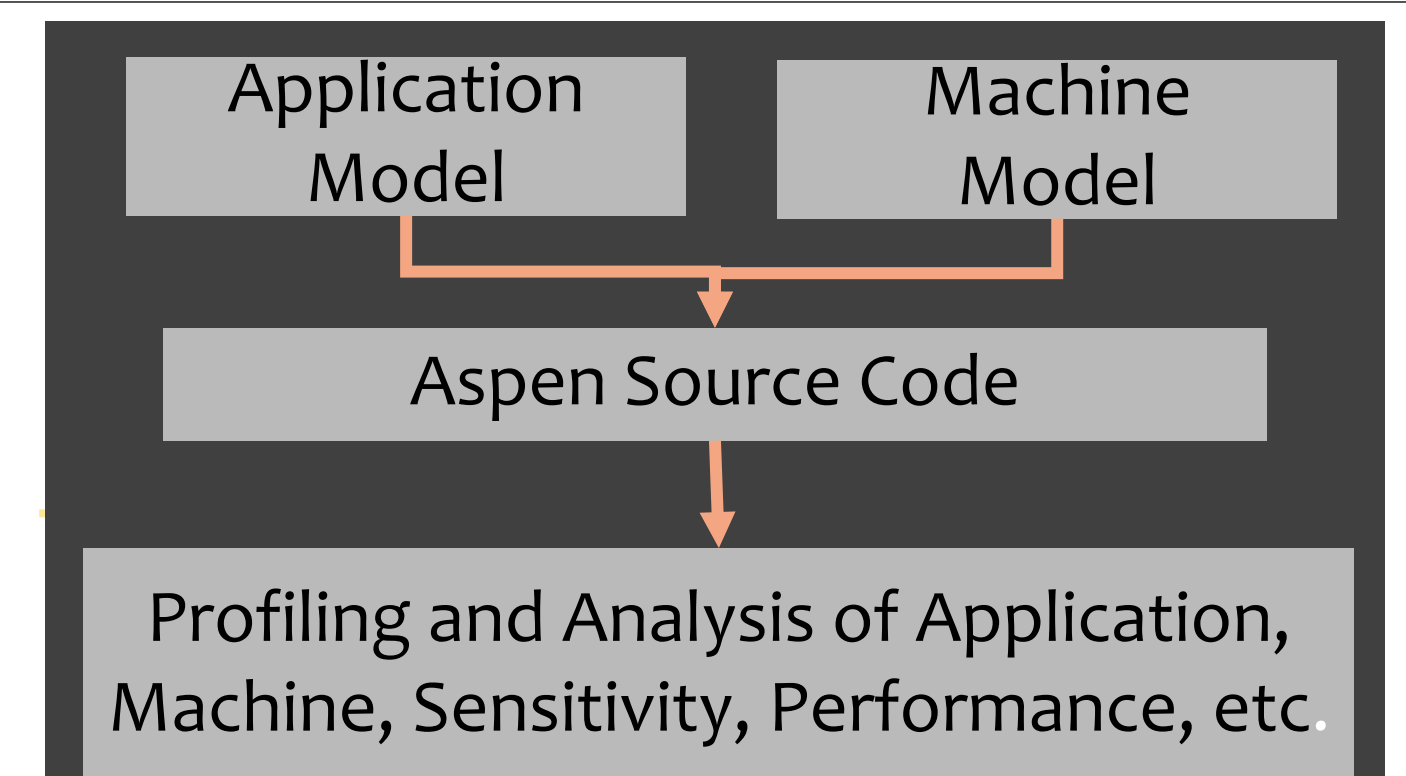 Application
Model
Machine
Model
Aspen Source Code
Profiling and Analysis of Application,
Machine, Sensitivity, Performance, etc.